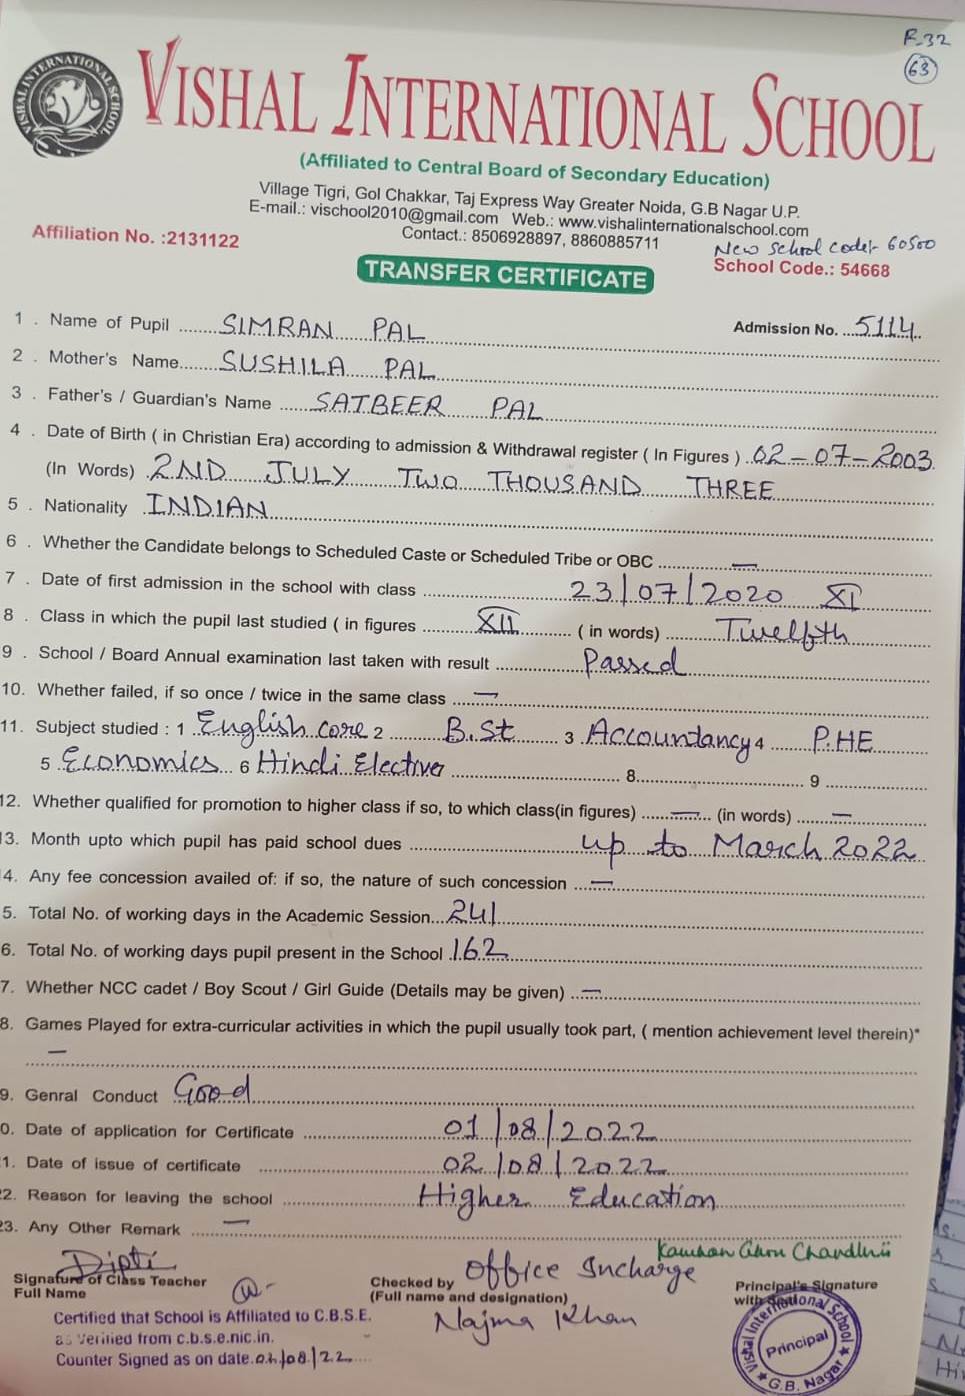 F-32
63
VISHAL INTERNATIONAL SCHOOL
VISHAL INTERNATIONAL SCHOOL
(Affiliated to Central Board of Secondary Education)
Village Tigri, Gol Chakkar, Taj Express Way Greater Noida, G.B Nagar U.P.
E-mail.: vischool2010@gmail.com Web.: www.vishalinternationalschool.com
Affiliation No. :2131122 Contact.: 8506928897, 8860885711
New School code:- 60500
TRANSFER CERTIFICATE School Code.: 54668
1 . Name of Pupil SIMRAN PAL Admission No. 5114
2 . Mother's Name SUSHILA PAL
3 . Father's / Guardian's Name SATBEER PAL
4 . Date of Birth ( in Christian Era) according to admission & Withdrawal register ( In Figures ) 02-07-2003
(In Words) 2ND JULY TWO THOUSAND THREE
5 . Nationality INDIAN
6 . Whether the Candidate belongs to Scheduled Caste or Scheduled Tribe or OBC —
7 . Date of first admission in the school with class 23/07/2020 XI
8 . Class in which the pupil last studied ( in figures XII ( in words) Twelfth
9 . School / Board Annual examination last taken with result Passed
10. Whether failed, if so once / twice in the same class —
11. Subject studied : 1 English core 2 B.St 3 Accountancy 4 P.HE
5 Economics 6 Hindi Elective 8 9
12. Whether qualified for promotion to higher class if so, to which class(in figures) — (in words) —
13. Month upto which pupil has paid school dues up to March 2022
4. Any fee concession availed of: if so, the nature of such concession —
5. Total No. of working days in the Academic Session 241
6. Total No. of working days pupil present in the School 162
7. Whether NCC cadet / Boy Scout / Girl Guide (Details may be given) —
8. Games Played for extra-curricular activities in which the pupil usually took part, ( mention achievement level therein)*
—
9. Genral Conduct Good
0. Date of application for Certificate 01/08/2022
1. Date of issue of certificate 02/08/2022
22. Reason for leaving the school Higher Education
23. Any Other Remark —
Dipti Office Incharge
Signature of Class Teacher Checked by Principal's Signature
Full Name (Full name and designation) with
Najma Khan
Certified that School is Affiliated to C.B.S.E.
as Verified from c.b.s.e.nic.in.
Counter Signed as on date. 02/08/22
Vishal International School
Principal
G.B. Nagar